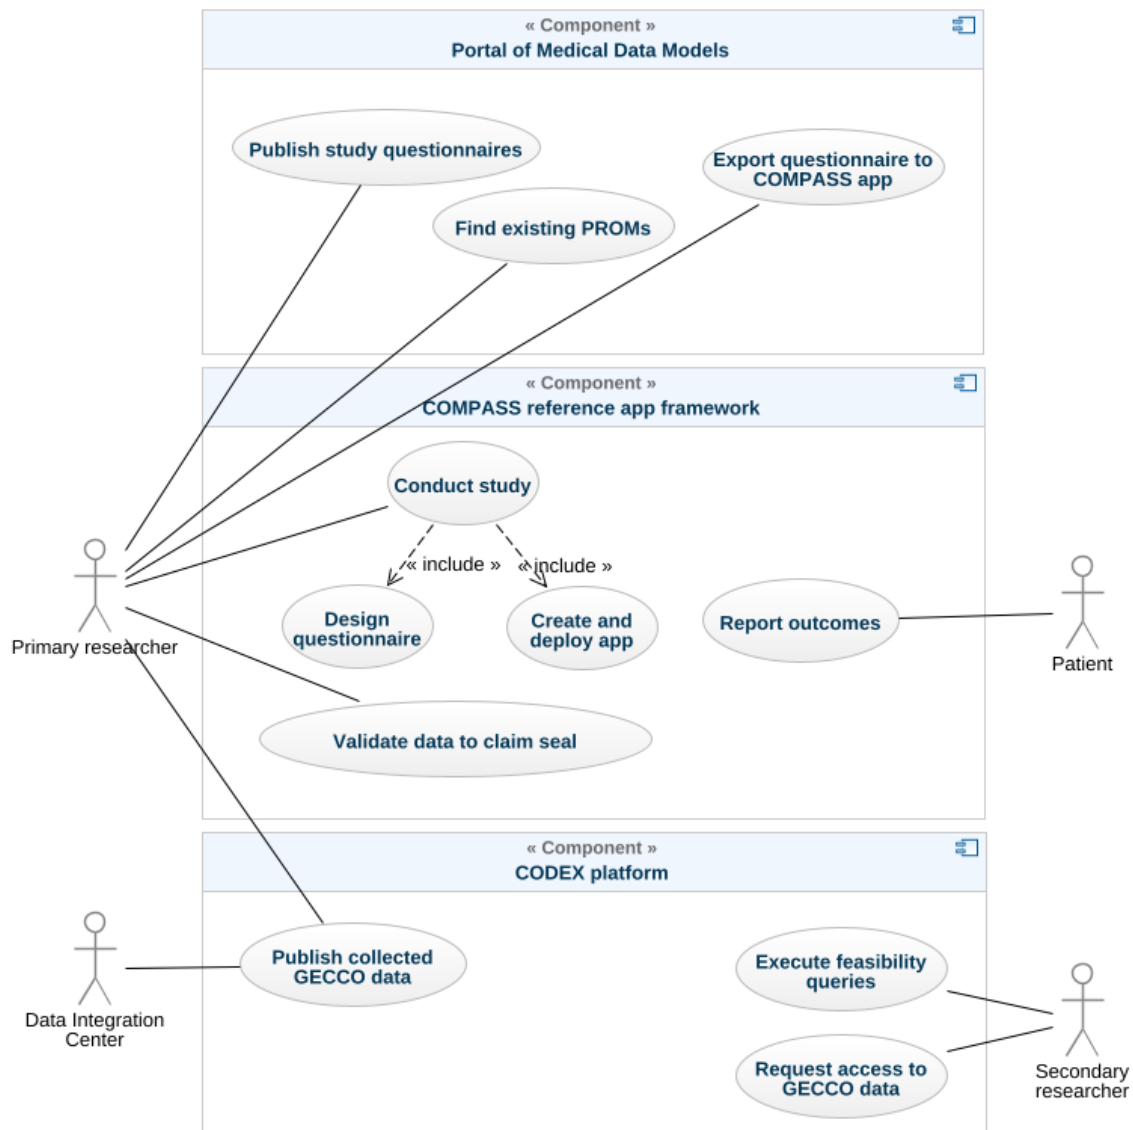 « Component »
Portal of Medical Data Models
Publish study questionnaires
Export questionnaire to
COMPASS app
Find existing PROMs
« Component »
COMPASS reference app framework
Conduct study
« include »
« include »
Design
questionnaire
Create and
deploy app
Report outcomes
Primary researcher
Patient
Validate data to claim seal
« Component »
CODEX platform
Publish collected
GECCO data
Execute feasibility
queries
Data Integration
Center
Request access to
GECCO data
Secondary
researcher